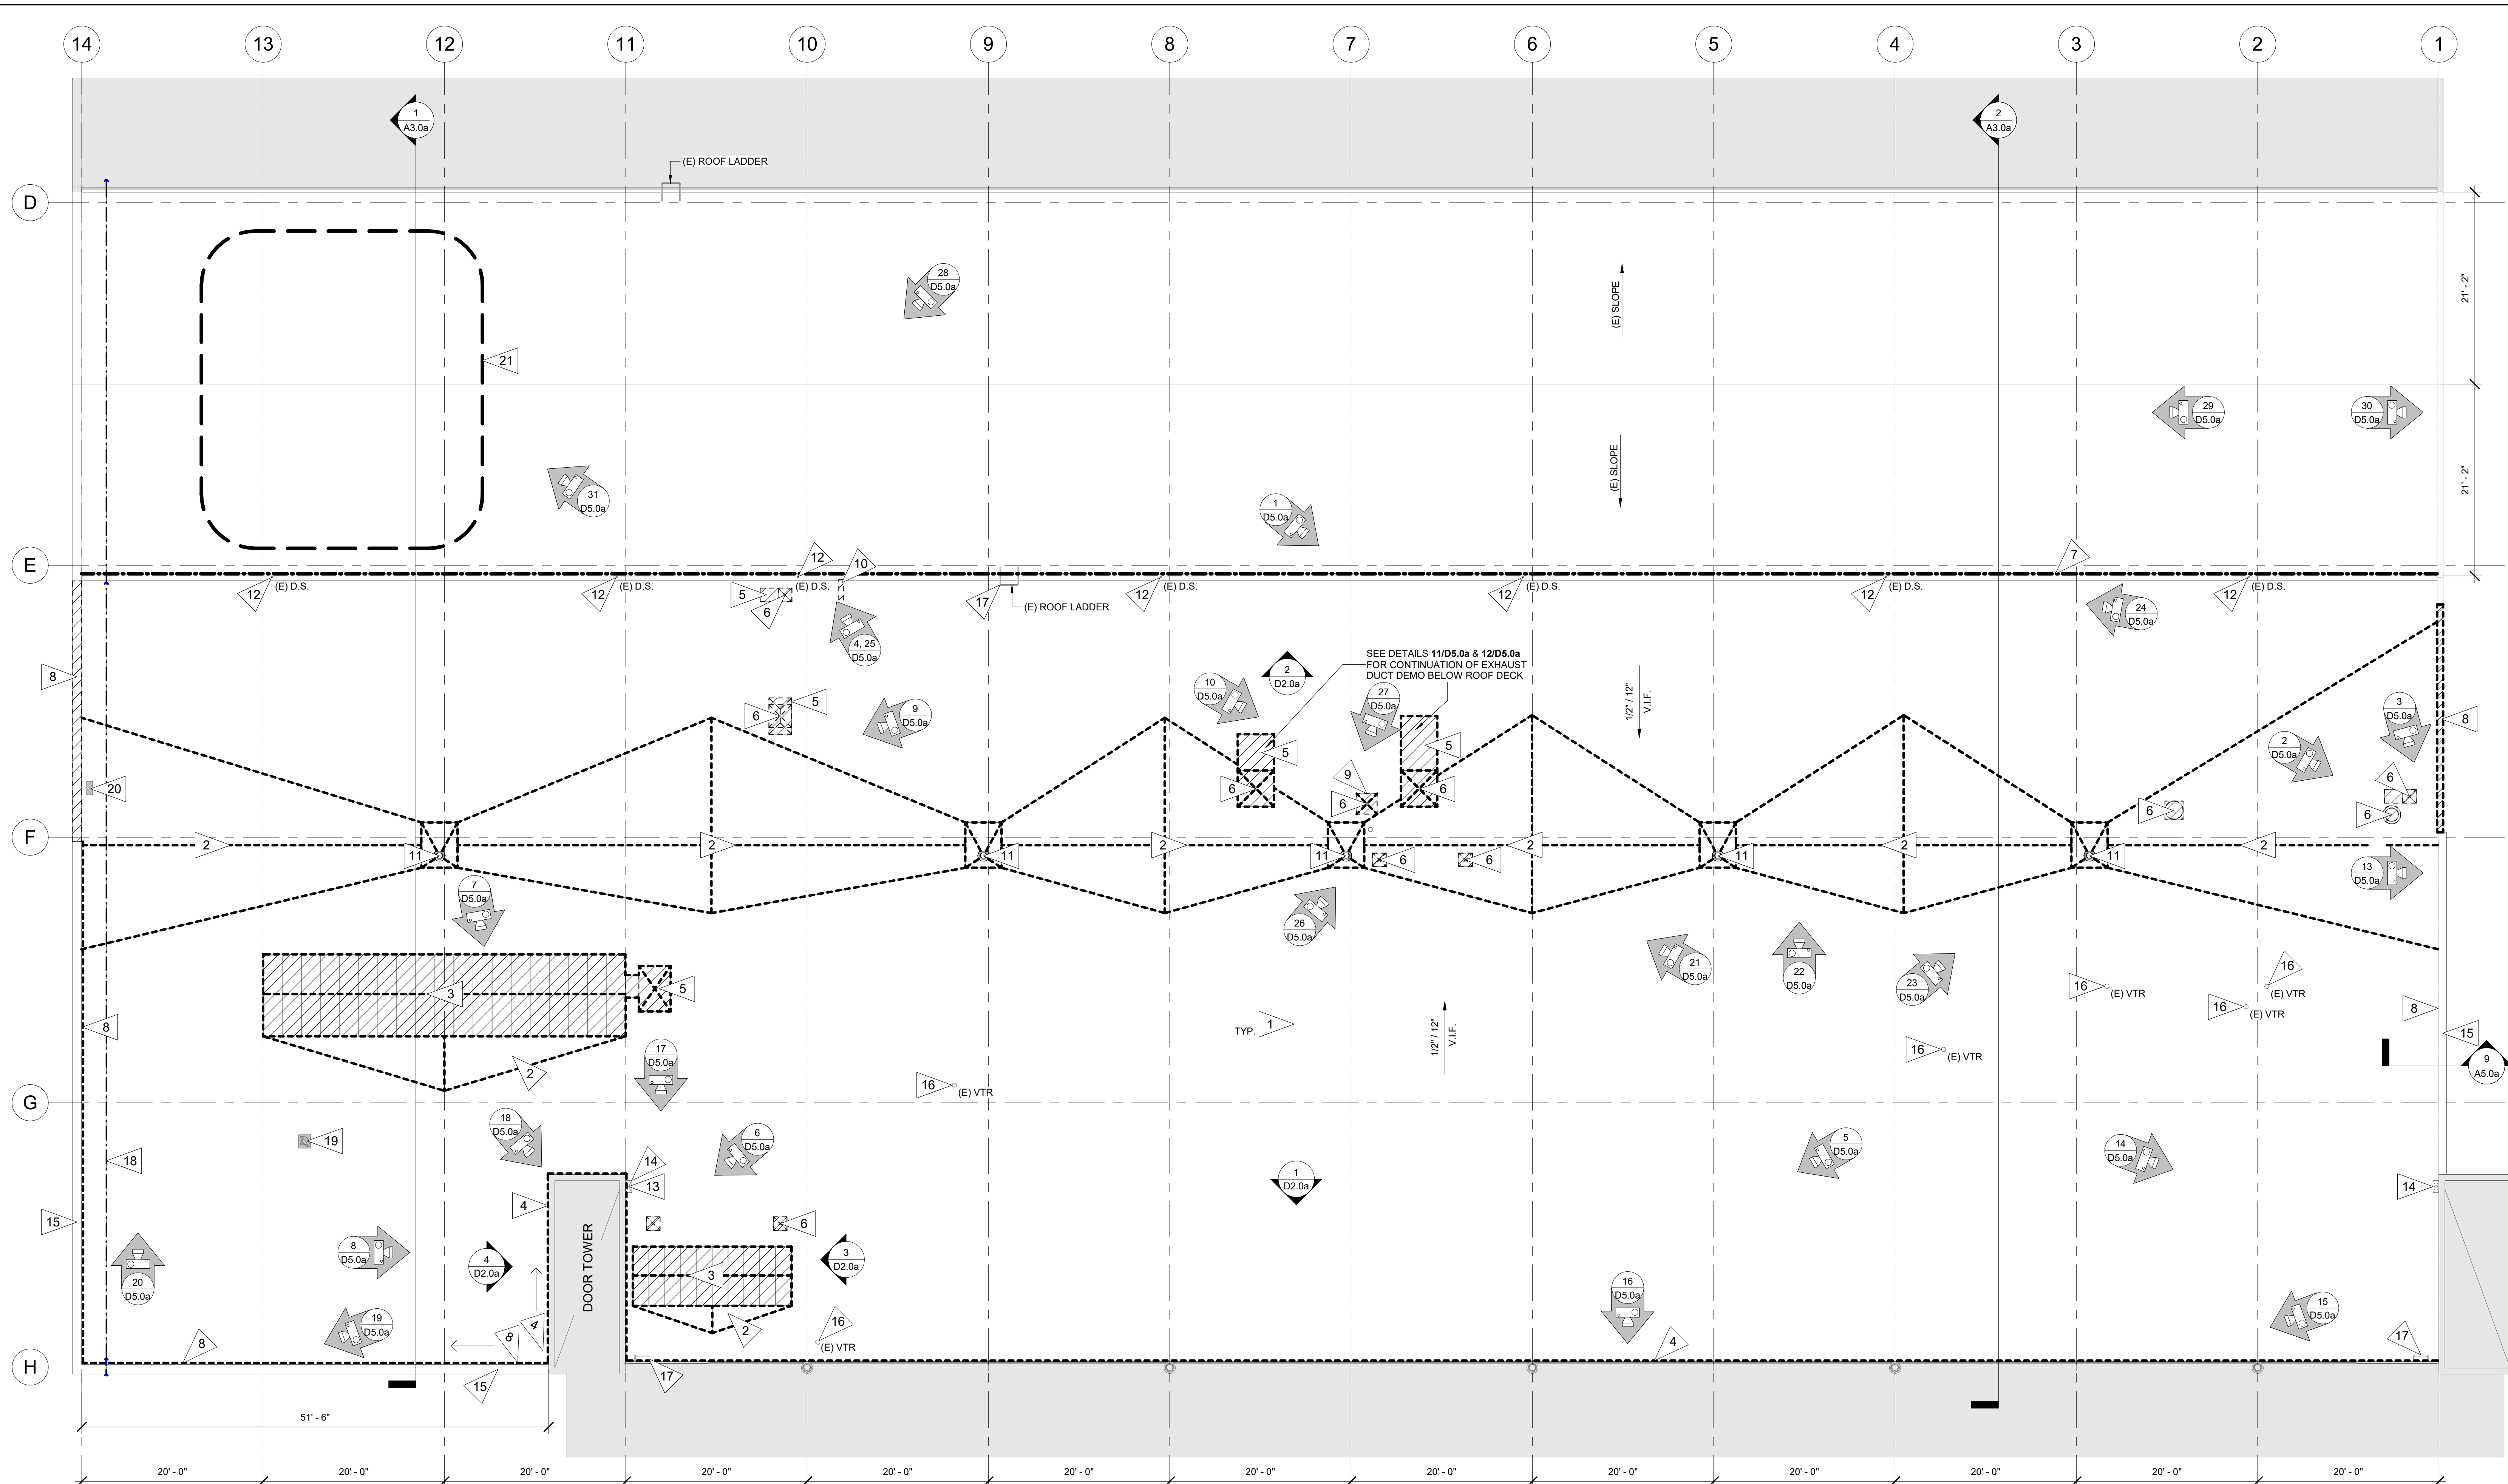 14 13 12 11 10 9 8 7 6 5 4 3 2 1
1
A3.0a
2
A3.0a
(E) ROOF LADDER
D
28
D5.0a
(E) SLOPE
21' - 2"
21
29
D5.0a
30
D5.0a
31
D5.0a
1
D5.0a
(E) SLOPE
21' - 2"
E
12
10
7
12
(E) D.S.
12
(E) D.S.
5
6
(E) D.S.
17
(E) ROOF LADDER
12
(E) D.S.
12
(E) D.S.
12
(E) D.S.
12
(E) D.S.
24
D5.0a
4, 25
D5.0a
8
SEE DETAILS 11/D5.0a & 12/D5.0a
FOR CONTINUATION OF EXHAUST
DUCT DEMO BELOW ROOF DECK
2
D2.0a
10
D5.0a
27
D5.0a
1/2" / 12"
V.I.F.
3
D5.0a
8
6
5
9
D5.0a
5
5
2
D5.0a
20
6
9
6
6
6
6
6
F
2
11
2
11
2
11
6
6
2
11
2
11
2
7
D5.0a
26
D5.0a
13
D5.0a
21
D5.0a
22
D5.0a
23
D5.0a
3
5
16
(E) VTR
16
(E) VTR
16
(E) VTR
8
8
TYP.
1
1/2" / 12"
V.I.F.
15
16
(E) VTR
9
A5.0a
2
17
D5.0a
16
(E) VTR
G
18
D5.0a
6
D5.0a
5
D5.0a
14
D5.0a
19
18
14
13
1
D2.0a
14
4
15
6
DOOR TOWER
8
D5.0a
4
D2.0a
3
D2.0a
20
D5.0a
3
16
D5.0a
15
D5.0a
19
D5.0a
8
8
4
2
16
(E) VTR
4
17
H
15
17
51' - 6"
20' - 0" 20' - 0" 20' - 0" 20' - 0" 20' - 0" 20' - 0" 20' - 0" 20' - 0" 20' - 0" 20' - 0" 20' - 0" 20' - 0" 20' - 0"